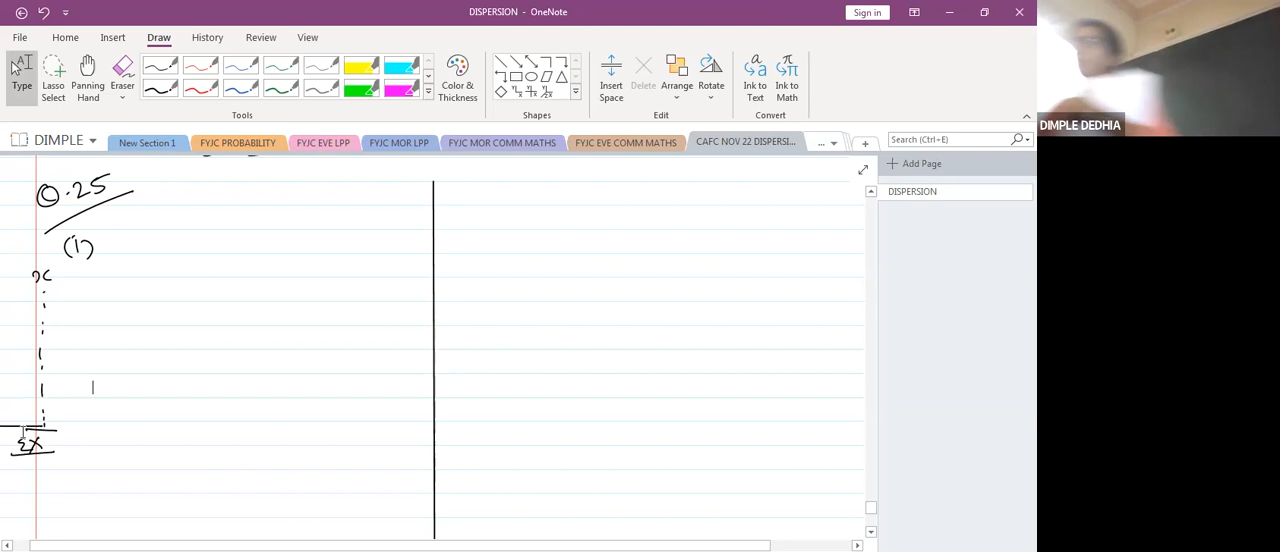 DISPERSION - OneNote
Sign in
File Home Insert Draw History Review View
Type
Lasso Select
Panning Hand
Eraser
Color & Thickness
Insert Space
Delete
Arrange
Rotate
Ink to Text
Ink to Math
Tools
Shapes
Edit
Convert
DIMPLE
New Section 1
FYJC PROBABILITY
FYJC EVE LPP
FYJC MOR LPP
FYJC MOR COMM MATHS
FYJC EVE COMM MATHS
CAFC NOV 22 DISPERSI...
Search (Ctrl+E)
Add Page
DISPERSION
DIMPLE DEDHIA
Q.25
(1)
x
Σx